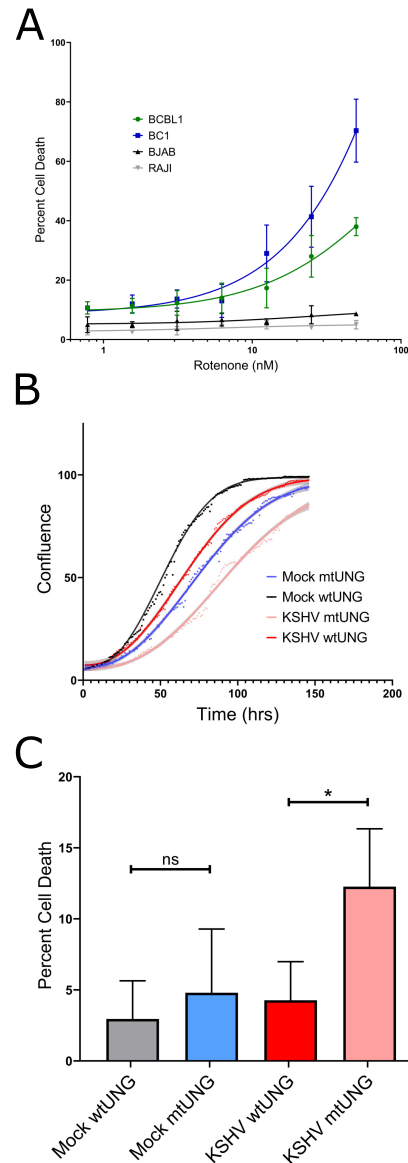 A
100
80
60
40
20
0
Percent Cell Death
BCBL1
BC1
BJAB
RAJI
1
10
100
Rotenone (nM)
B
100
50
0
Confluence
Mock mtUNG
Mock wtUNG
KSHV mtUNG
KSHV wtUNG
0
50
100
150
200
Time (hrs)
C
20
15
10
5
0
Percent Cell Death
ns
*
Mock wtUNG
Mock mtUNG
KSHV wtUNG
KSHV mtUNG